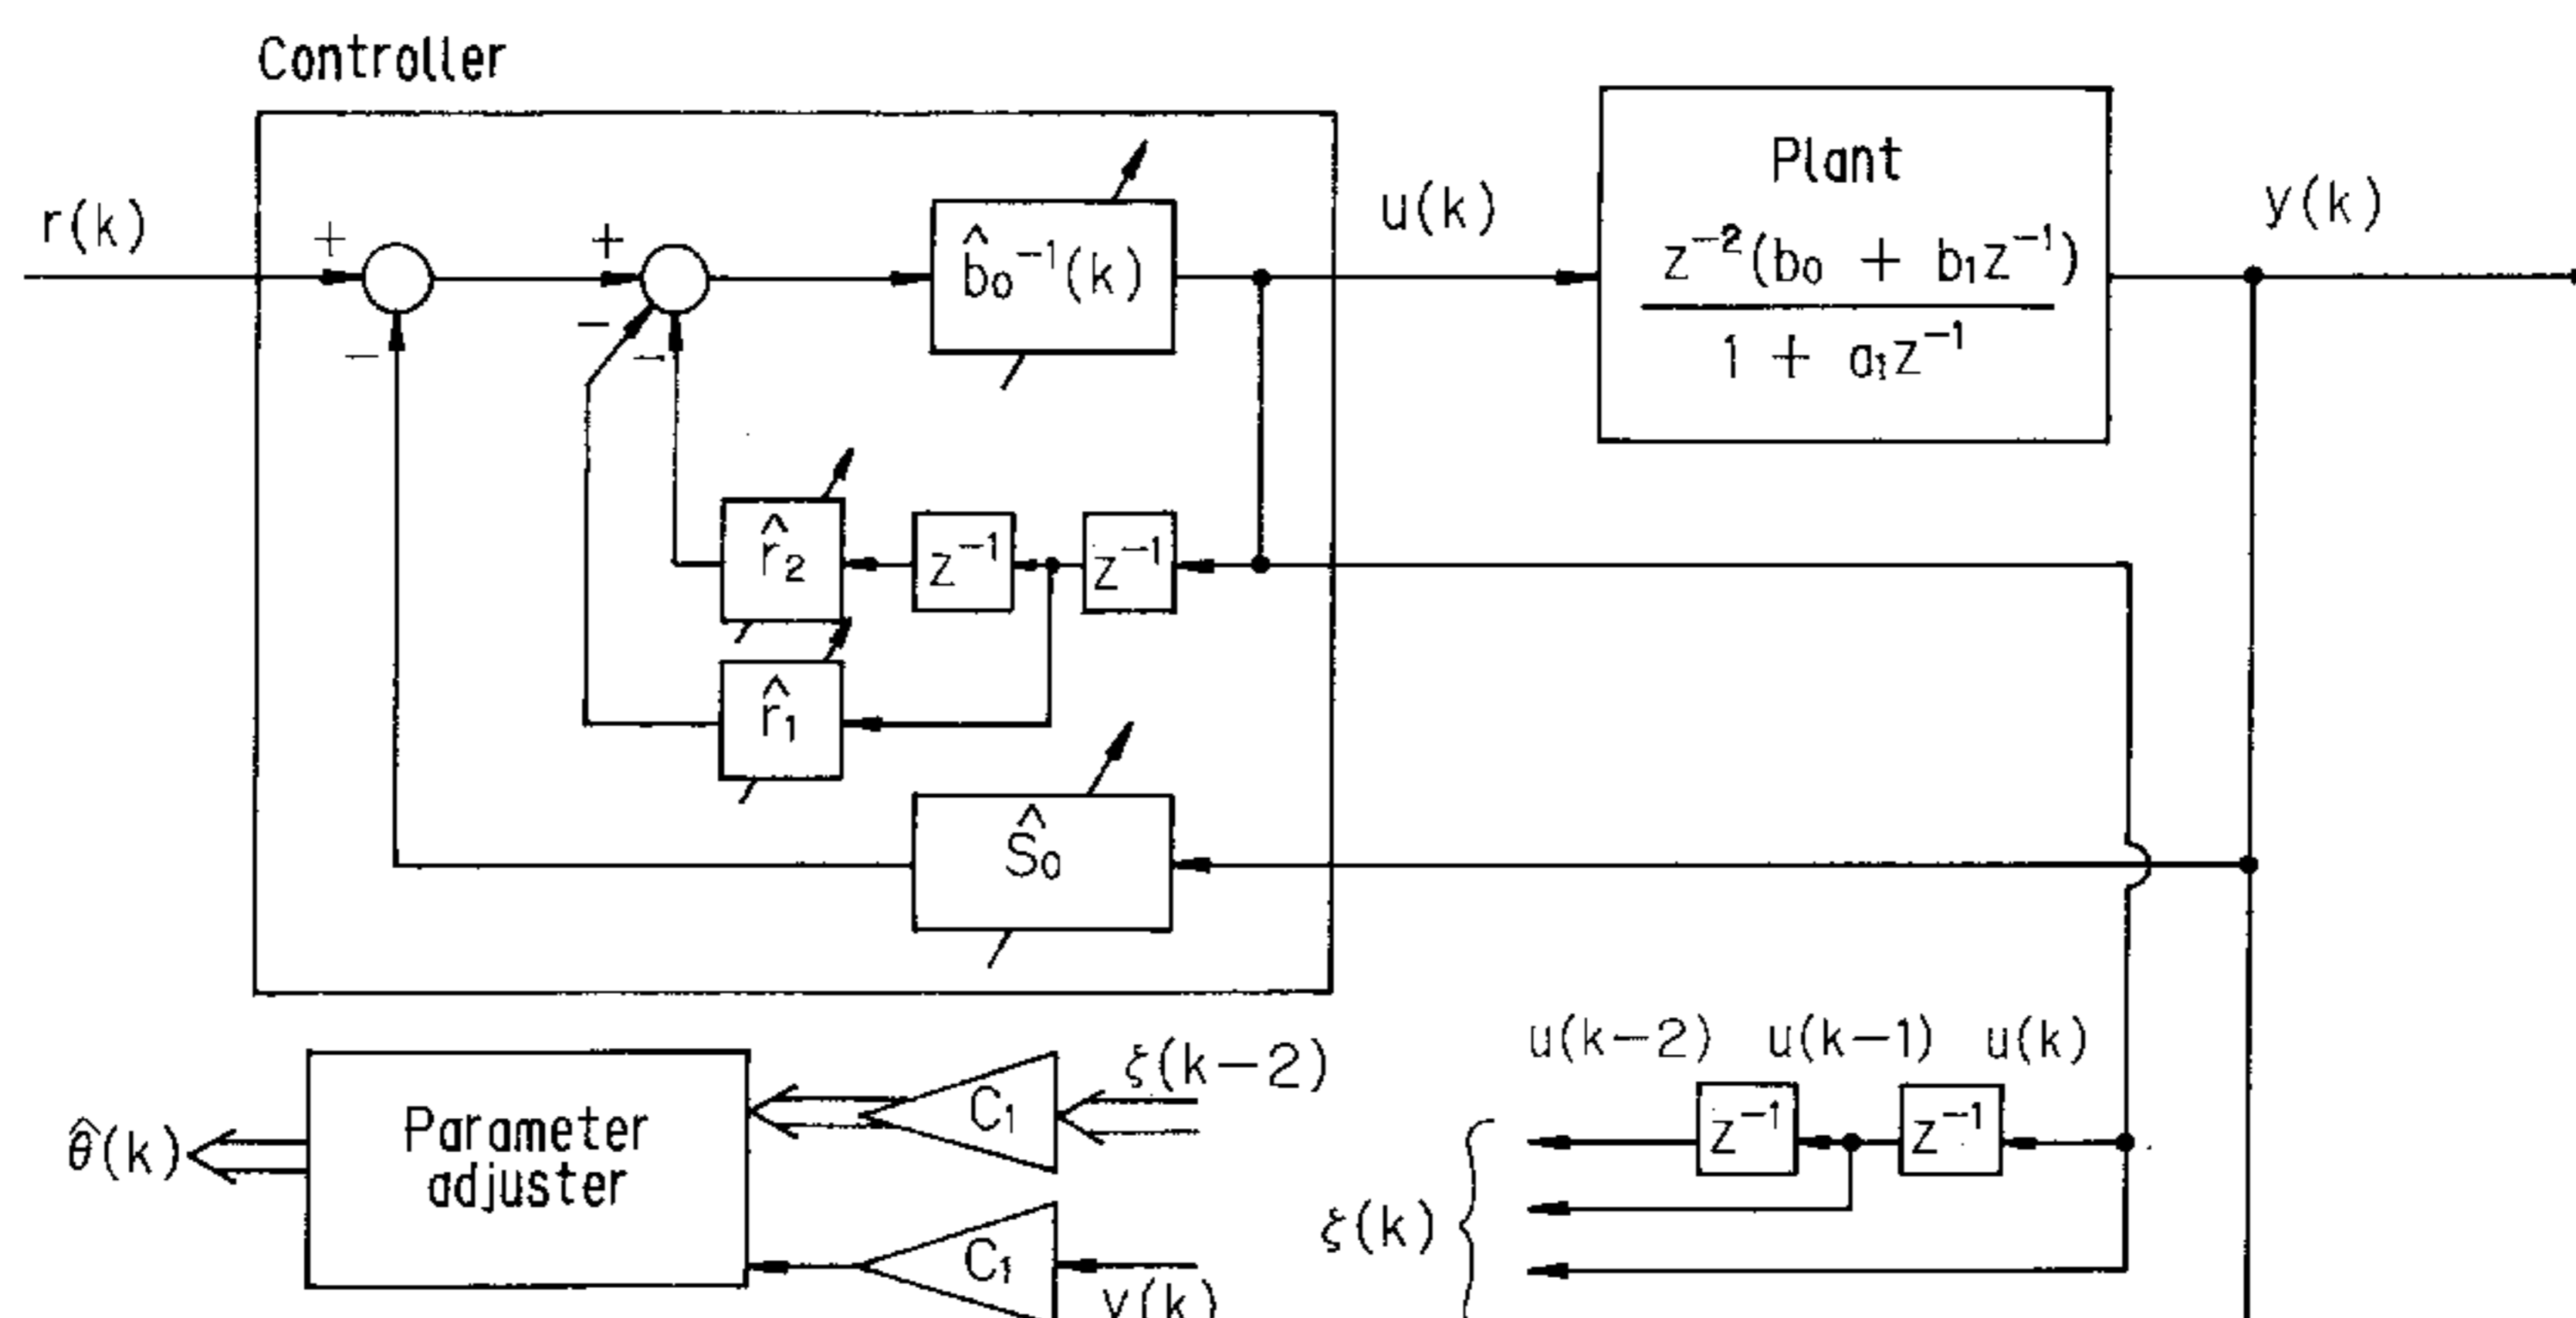 Controller
r(k)
+
−
+
−
−
b̂₀⁻¹(k)
u(k)
Plant
z⁻²(b₀ + b₁z⁻¹)
1 + a₁z⁻¹
y(k)
r̂₂
z⁻¹
z⁻¹
r̂₁
Ŝ₀
θ̂(k)
Parameter
adjuster
C₁
ξ(k−2)
C₁
y(k)
u(k−2) u(k−1) u(k)
z⁻¹
z⁻¹
ξ(k)